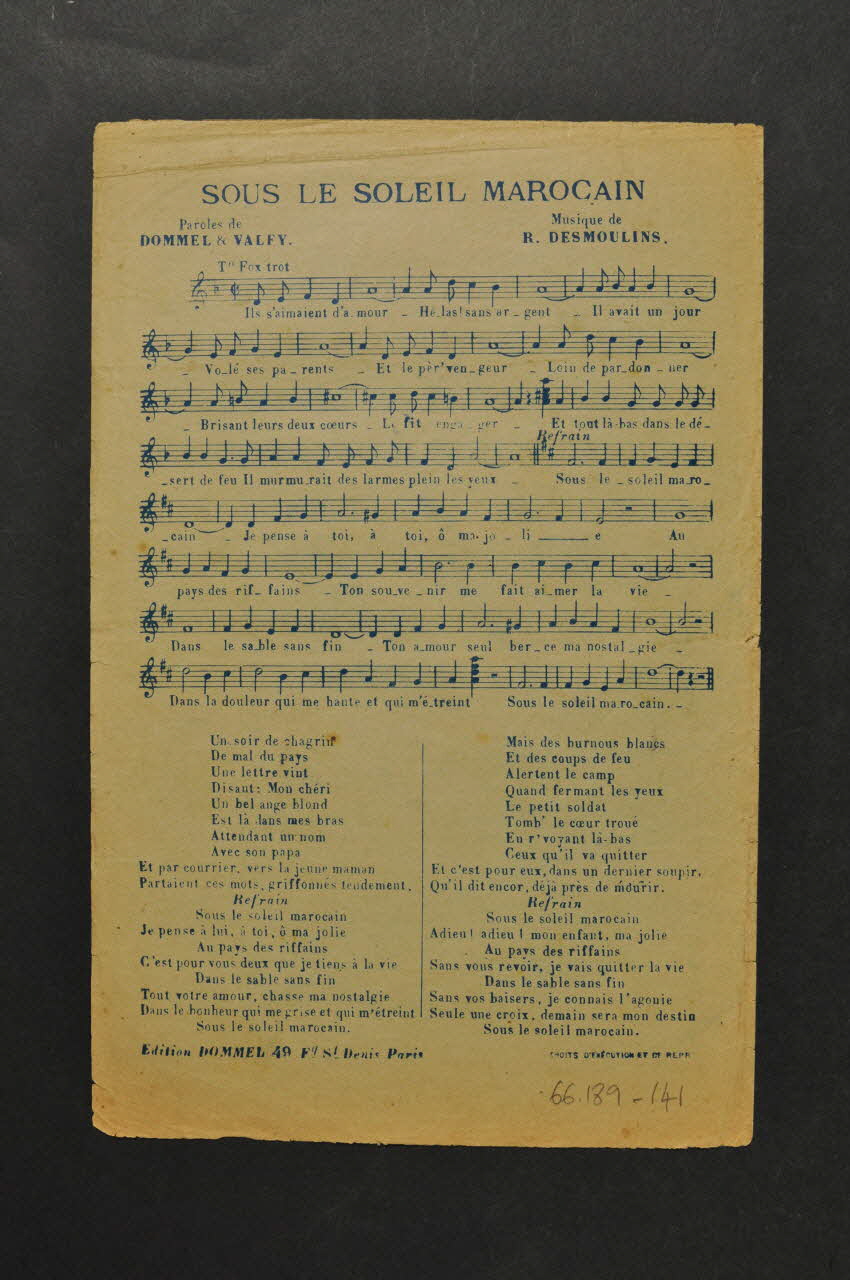 SOUS LE SOLEIL MAROCAIN
Paroles de
DOMMEL & VALFY.
Musique de
R. DESMOULINS.
T° Fox trot
Ils s'aimaient d'a_mour _ Hé_las! sans ar_gent _ Il avait un jour
_ Vo_lé ses pa_rents _ Et le pèr' ven_geur _ Loin de par_don_ner
_ Brisant leurs deux cœurs _ Le fit enga_ger _ Et tout là-bas dans le dé_
Refrain
_sert de feu Il murmu_rait des larmes plein les yeux _ Sous le _ soleil ma_ro_
_cain _ Je pense à toi, à toi, ô ma jo_li_e Au
pays des rif_fains _ Ton sou_ve_nir me fait ai_mer la vie _
Dans le sa_ble sans fin _ Ton a_mour seul ber_ce ma nostal_gie _
Dans la douleur qui me hante et qui m'é_treint Sous le soleil ma_ro_cain. _
Un soir de chagrin
De mal du pays
Une lettre vint
Disant: Mon chéri
Un bel ange blond
Est là dans mes bras
Attendant un nom
Avec son papa
Et par courrier, vers la jeune maman
Partaient ces mots, griffonnés tendement.
Refrain
Sous le soleil marocain
Je pense à lui, à toi, ô ma jolie
Au pays des riffains
C'est pour vous deux que je tiens à la vie
Dans le sable sans fin
Tout votre amour, chasse ma nostalgie
Dans le bonheur qui me grise et qui m'étreint
Sous le soleil marocain.
Mais des burnous blancs
Et des coups de feu
Alertent le camp
Quand fermant les yeux
Le petit soldat
Tomb' le cœur troué
En r'voyant là-bas
Ceux qu'il va quitter
Et c'est pour eux, dans un dernier soupir,
Qu'il dit encor, déjà près de mourir.
Refrain
Sous le soleil marocain
Adieu! adieu! mon enfant, ma jolie
Au pays des riffains
Sans vous revoir, je vais quitter la vie
Dans le sable sans fin
Sans vos baisers, je connais l'agonie
Seule une croix, demain sera mon destin
Sous le soleil marocain.
Edition DOMMEL 49 Fg St Denis Paris
DROITS D'EXÉCUTION ET DE REPR
66.189-141